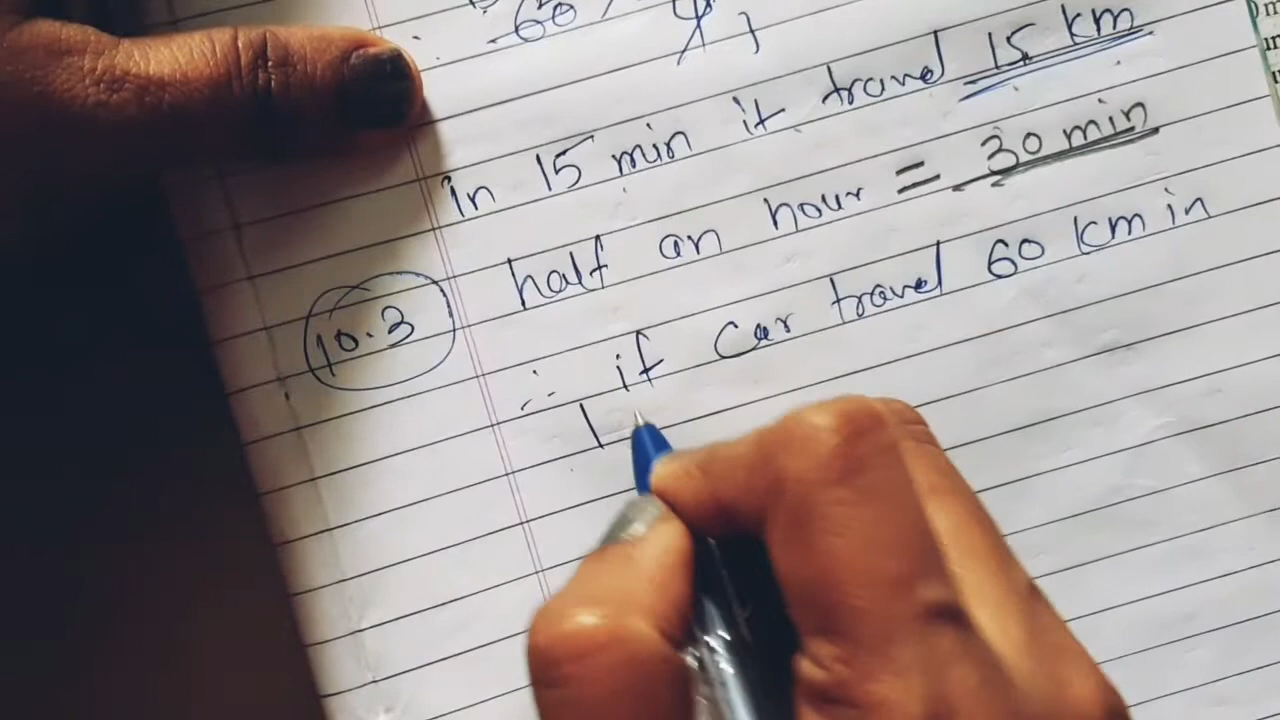 60
in 15 min it travel 15 km
half an hour = 30 min
10.3
∴ if car travel 60 km in
1